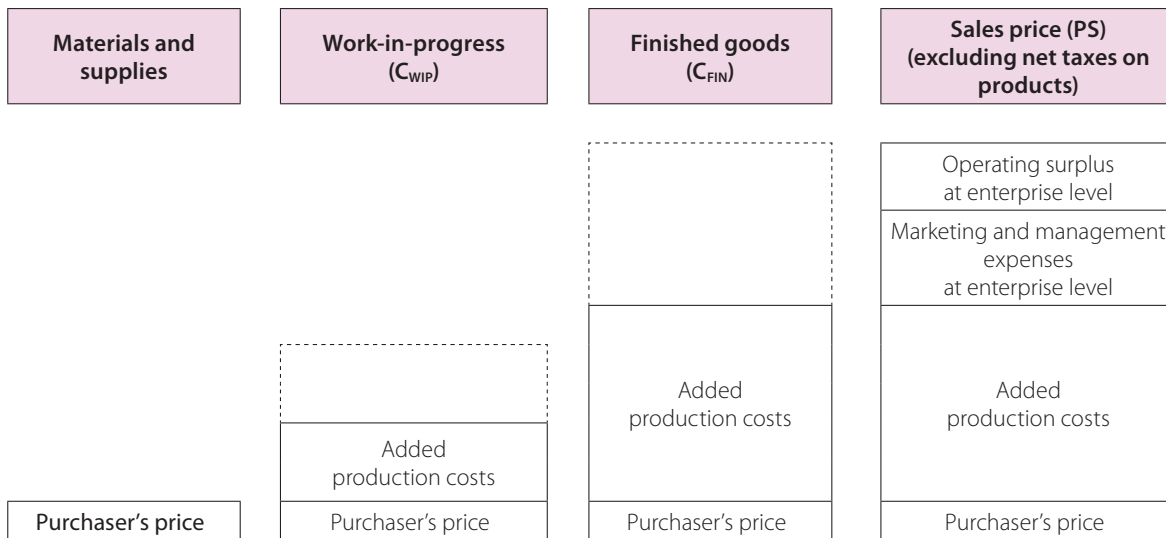 Materials and
supplies
Work-in-progress
(CWIP)
Finished goods
(CFIN)
Sales price (PS)
(excluding net taxes on
products)
Operating surplus
at enterprise level
Marketing and management
expenses
at enterprise level
Added
production costs
Added
production costs
Added
production costs
Purchaser's price
Purchaser's price
Purchaser's price
Purchaser's price